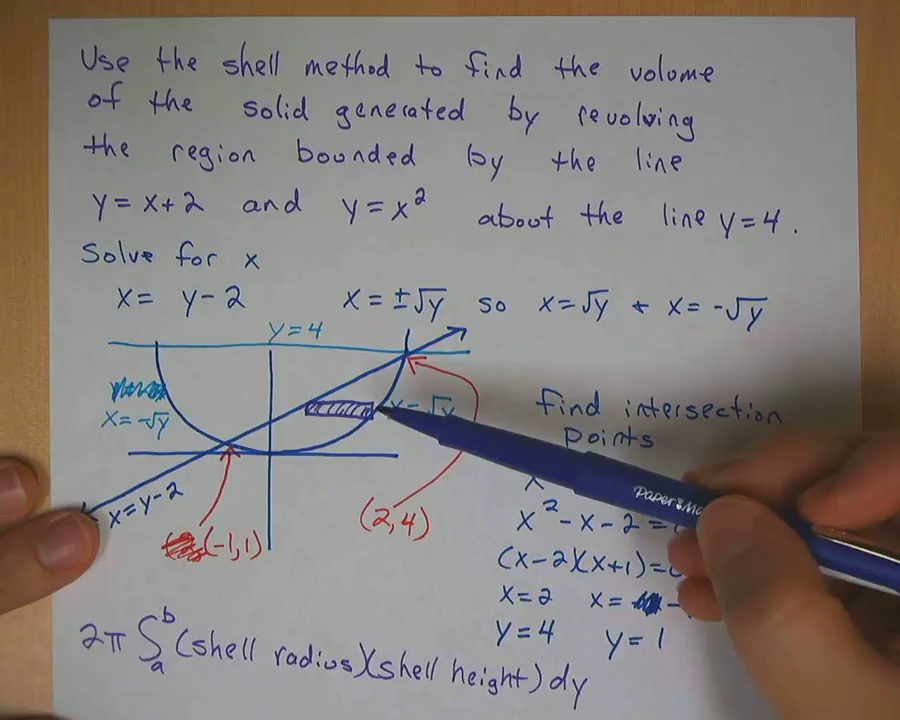 Use the shell method to find the volume
of the solid generated by revolving
the region bounded by the line
y = x+2 and y = x² about the line y=4.
Solve for x
x = y-2 x = ±√y so x=√y + x=-√y
y=4
x=-√y
x=y-2
(-1,1)
(2,4)
find intersection
points
x² - x - 2 =
(x-2)(x+1)=
x=2 x=
y=4 y=1
2π ∫ₐᵇ (shell radius)(shell height) dy